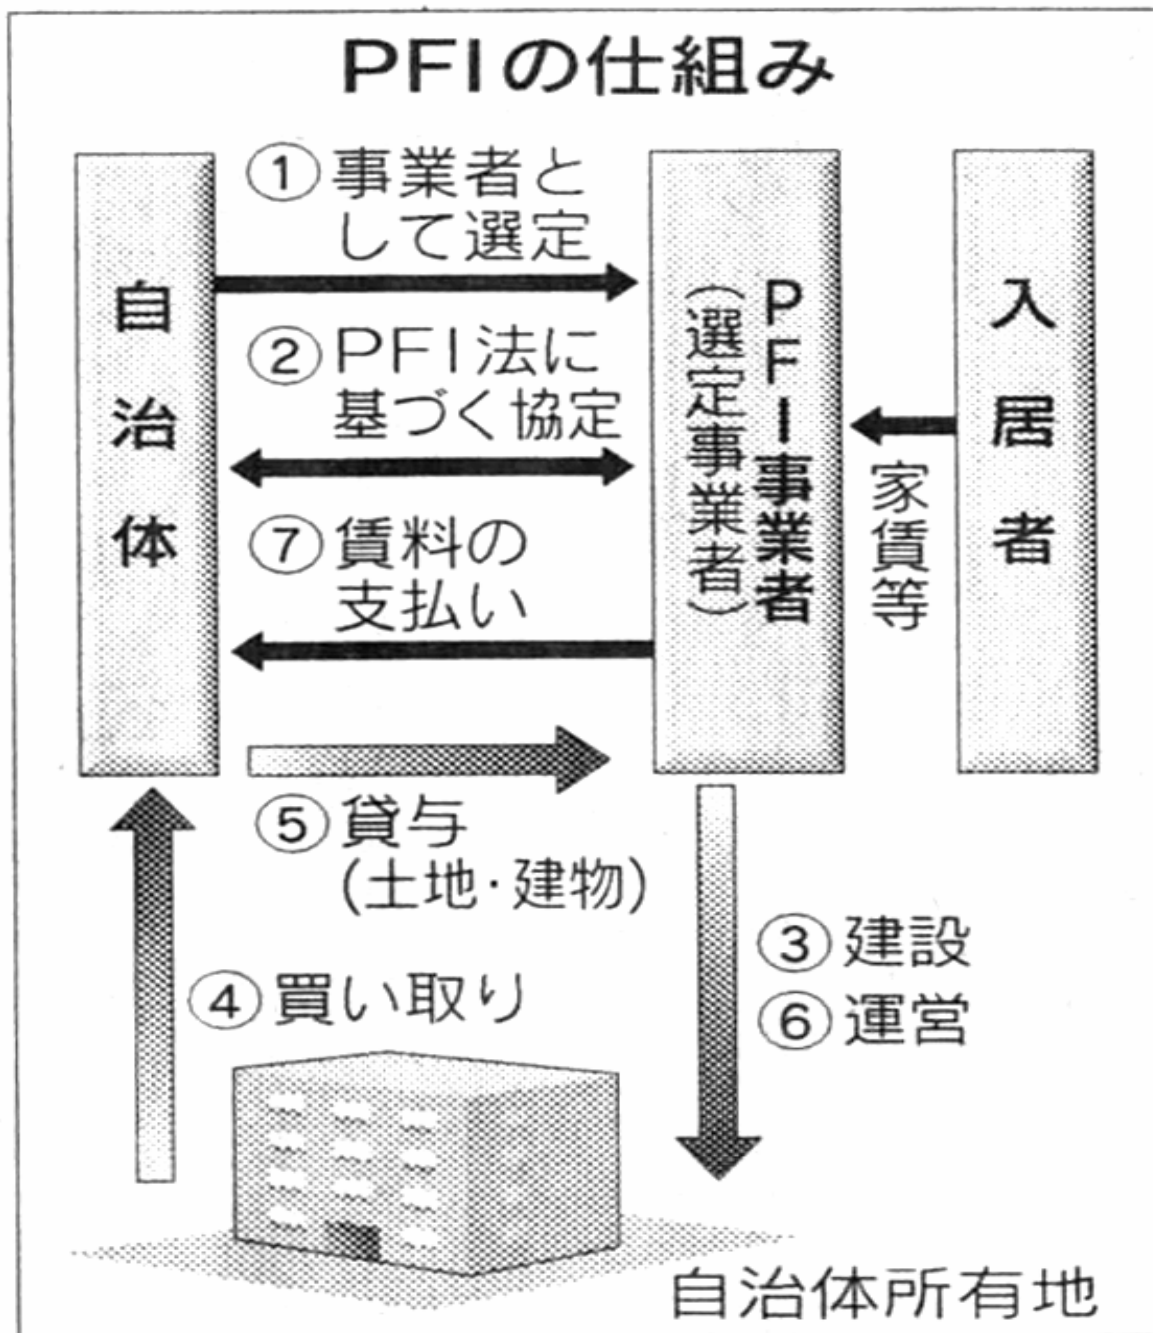 PFIの仕組み
自治体
①事業者と
して選定
②PFI法に
基づく協定
⑦賃料の
支払い
PFI事業者
(選定事業者)
家賃等
入居者
⑤貸与
(土地・建物)
④買い取り
③建設
⑥運営
自治体所有地